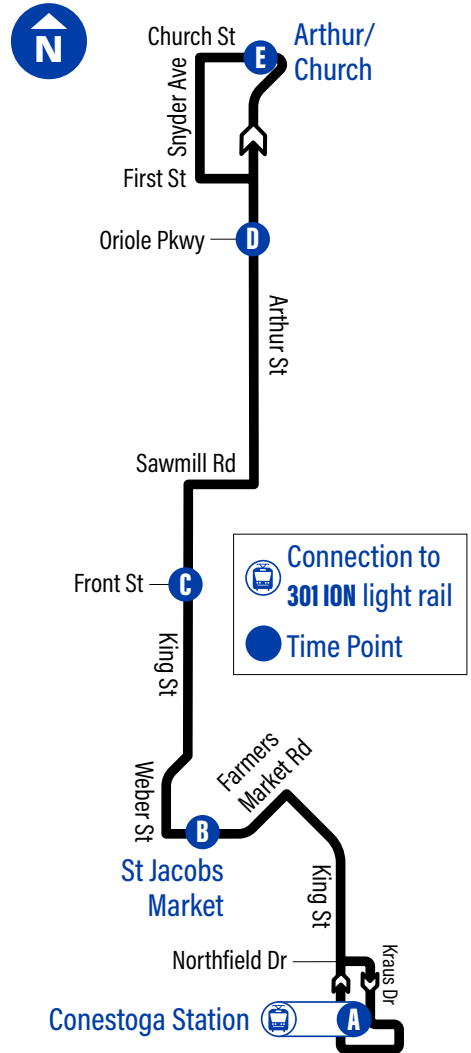 N
Church St
E
Arthur/
Church
Snyder Ave
First St
Oriole Pkwy
D
Arthur St
Sawmill Rd
Connection to
301 ION light rail
Time Point
Front St
C
King St
Weber St
Farmers
Market Rd
B
St Jacobs
Market
King St
Northfield Dr
Kraus Dr
Conestoga Station
A